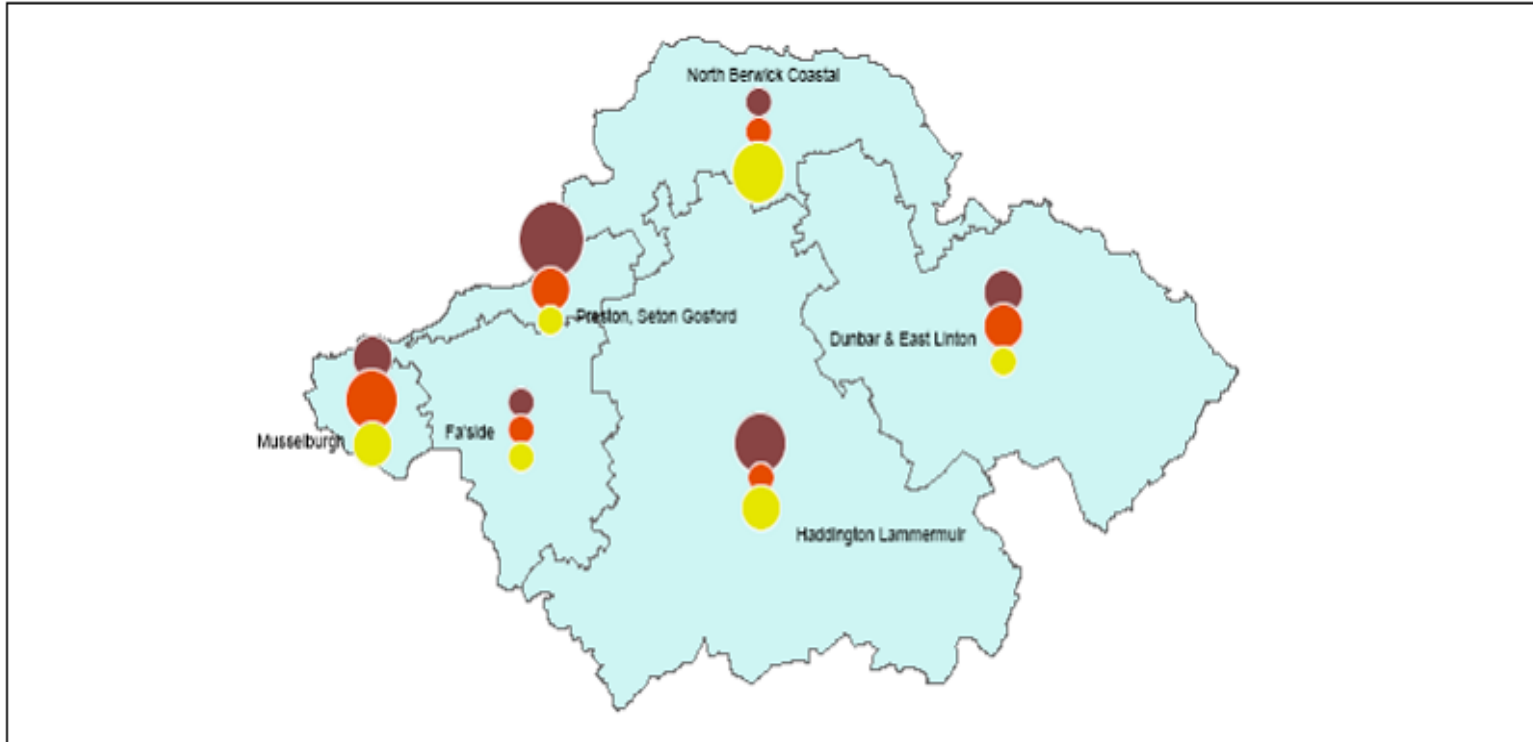 North Berwick Coastal
Preston, Seton Gosford
Dunbar & East Linton
Musselburgh
Fa'side
Haddington Lammermuir